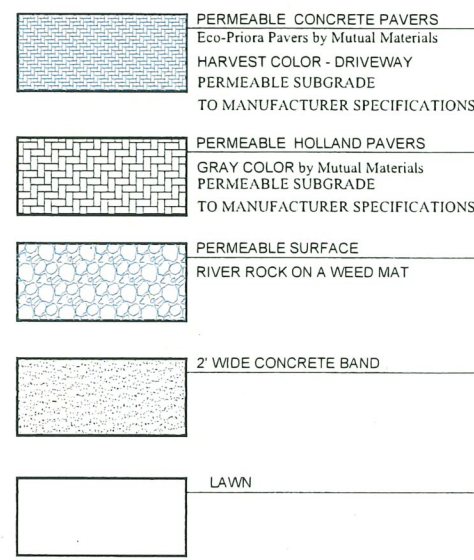 PERMEABLE CONCRETE PAVERS
Eco-Priora Pavers by Mutual Materials
HARVEST COLOR - DRIVEWAY
PERMEABLE SUBGRADE
TO MANUFACTURER SPECIFICATIONS
PERMEABLE HOLLAND PAVERS
GRAY COLOR by Mutual Materials
PERMEABLE SUBGRADE
TO MANUFACTURER SPECIFICATIONS
PERMEABLE SURFACE
RIVER ROCK ON A WEED MAT
2' WIDE CONCRETE BAND
LAWN